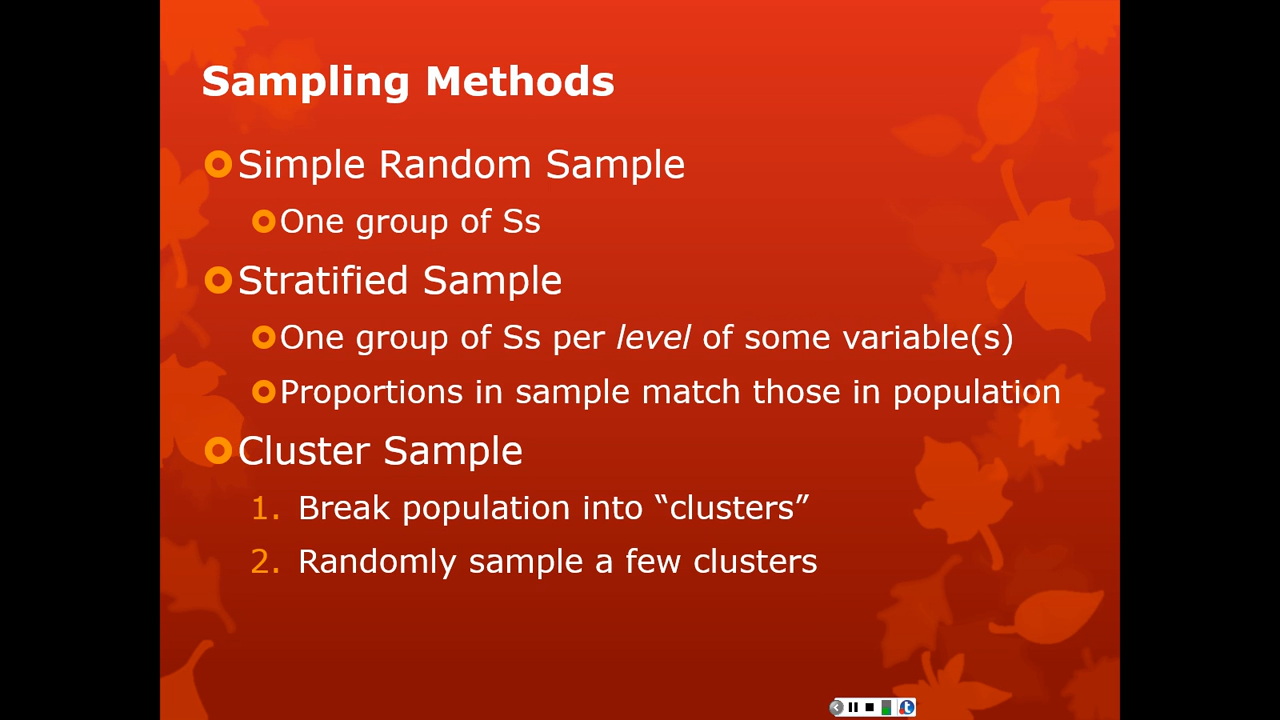 Sampling Methods
Simple Random Sample
One group of Ss
Stratified Sample
One group of Ss per level of some variable(s)
Proportions in sample match those in population
Cluster Sample
1. Break population into “clusters”
2. Randomly sample a few clusters